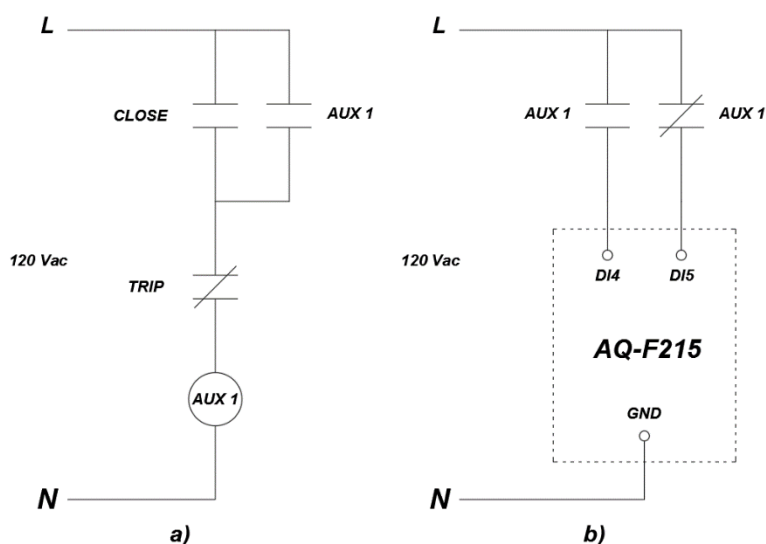 L
CLOSE
AUX 1
120 Vac
TRIP
AUX 1
N
a)
L
AUX 1
AUX 1
120 Vac
DI4
DI5
AQ-F215
GND
N
b)